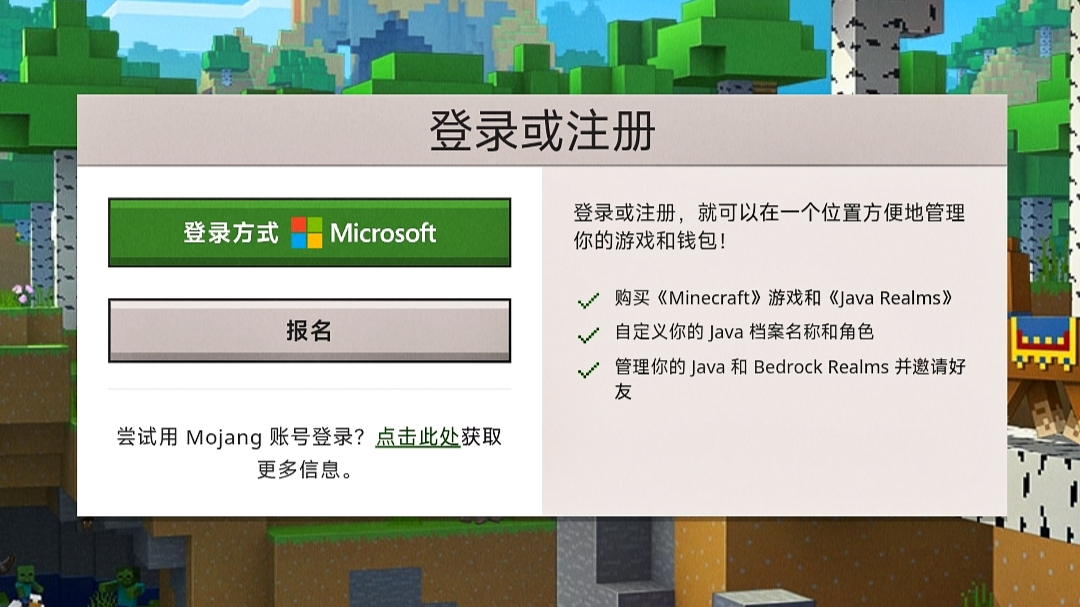 登录或注册
登录方式 Microsoft
报名
尝试用 Mojang 账号登录？点击此处获取
更多信息。
登录或注册，就可以在一个位置方便地管理
你的游戏和钱包！
购买《Minecraft》游戏和《Java Realms》
自定义你的 Java 档案名称和角色
管理你的 Java 和 Bedrock Realms 并邀请好
友